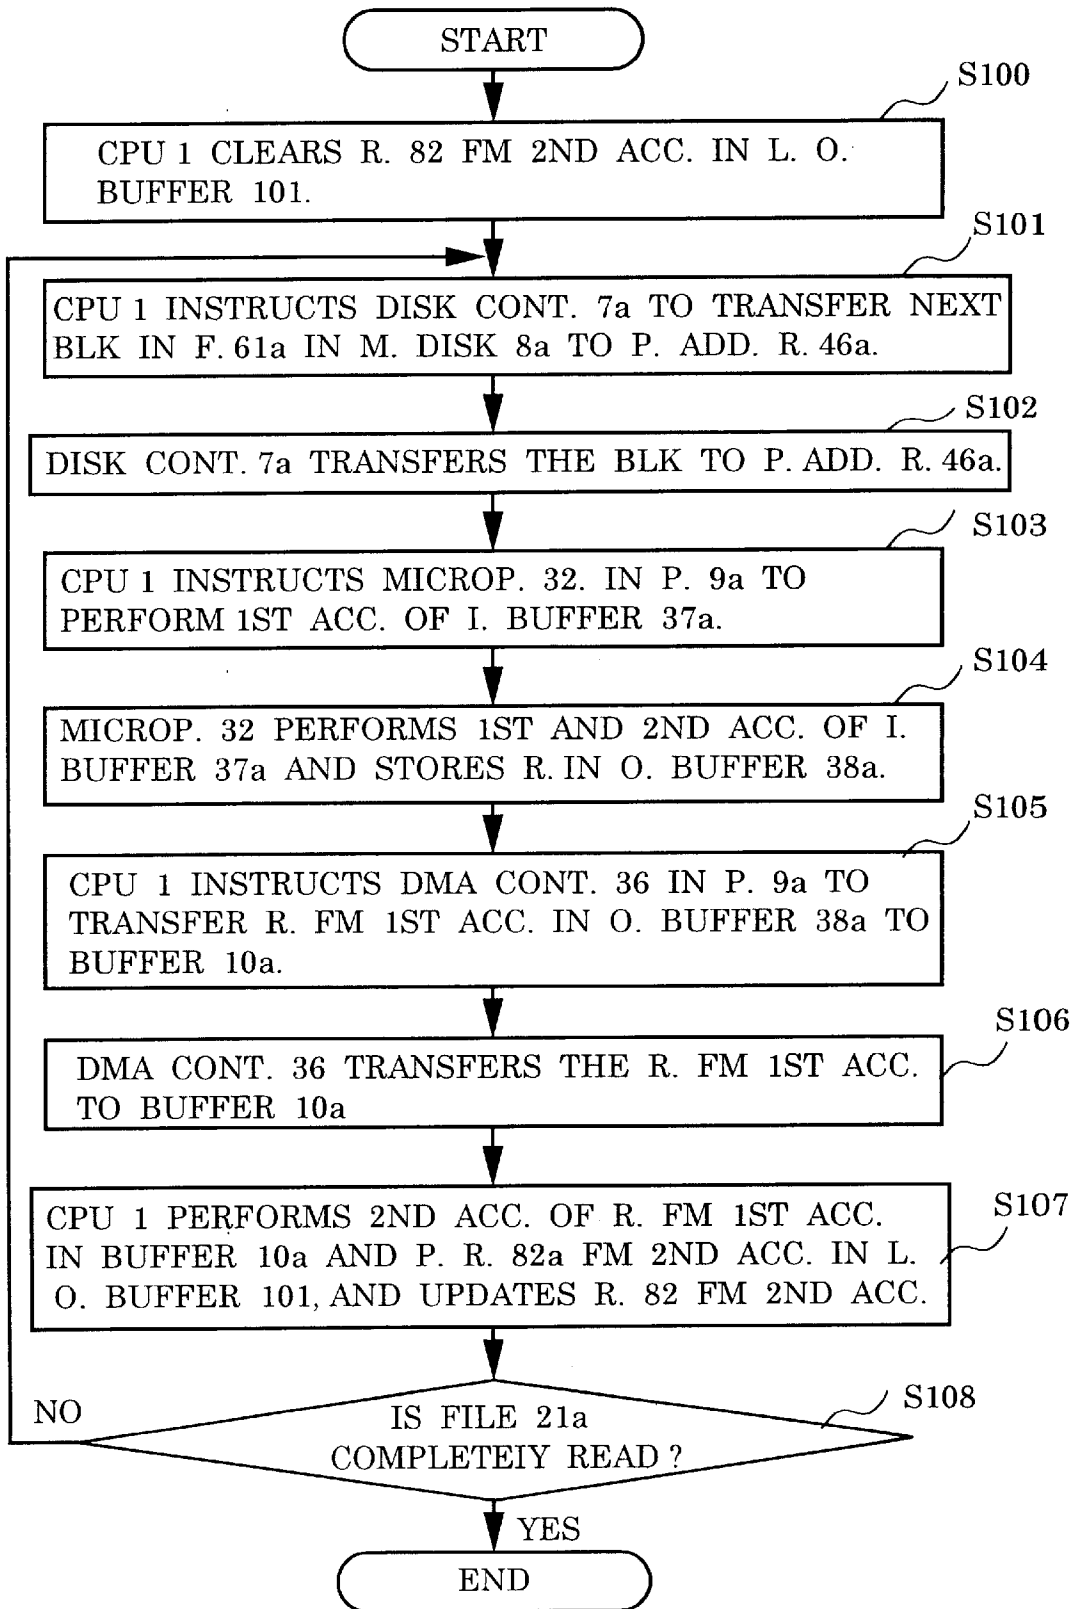 START
S100
CPU 1 CLEARS R. 82 FM 2ND ACC. IN L. O.
BUFFER 101.
S101
CPU 1 INSTRUCTS DISK CONT. 7a TO TRANSFER NEXT
BLK IN F. 61a IN M. DISK 8a TO P. ADD. R. 46a.
S102
DISK CONT. 7a TRANSFERS THE BLK TO P. ADD. R. 46a.
S103
CPU 1 INSTRUCTS MICROP. 32. IN P. 9a TO
PERFORM 1ST ACC. OF I. BUFFER 37a.
S104
MICROP. 32 PERFORMS 1ST AND 2ND ACC. OF I.
BUFFER 37a AND STORES R. IN O. BUFFER 38a.
S105
CPU 1 INSTRUCTS DMA CONT. 36 IN P. 9a TO
TRANSFER R. FM 1ST ACC. IN O. BUFFER 38a TO
BUFFER 10a.
S106
DMA CONT. 36 TRANSFERS THE R. FM 1ST ACC.
TO BUFFER 10a
S107
CPU 1 PERFORMS 2ND ACC. OF R. FM 1ST ACC.
IN BUFFER 10a AND P. R. 82a FM 2ND ACC. IN L.
O. BUFFER 101, AND UPDATES R. 82 FM 2ND ACC.
S108
NO
IS FILE 21a
COMPLETEIY READ ?
YES
END